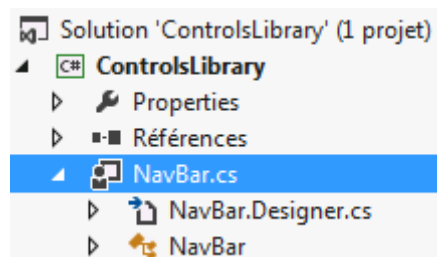 Solution 'ControlsLibrary' (1 projet)
C# ControlsLibrary
Properties
Références
NavBar.cs
NavBar.Designer.cs
NavBar